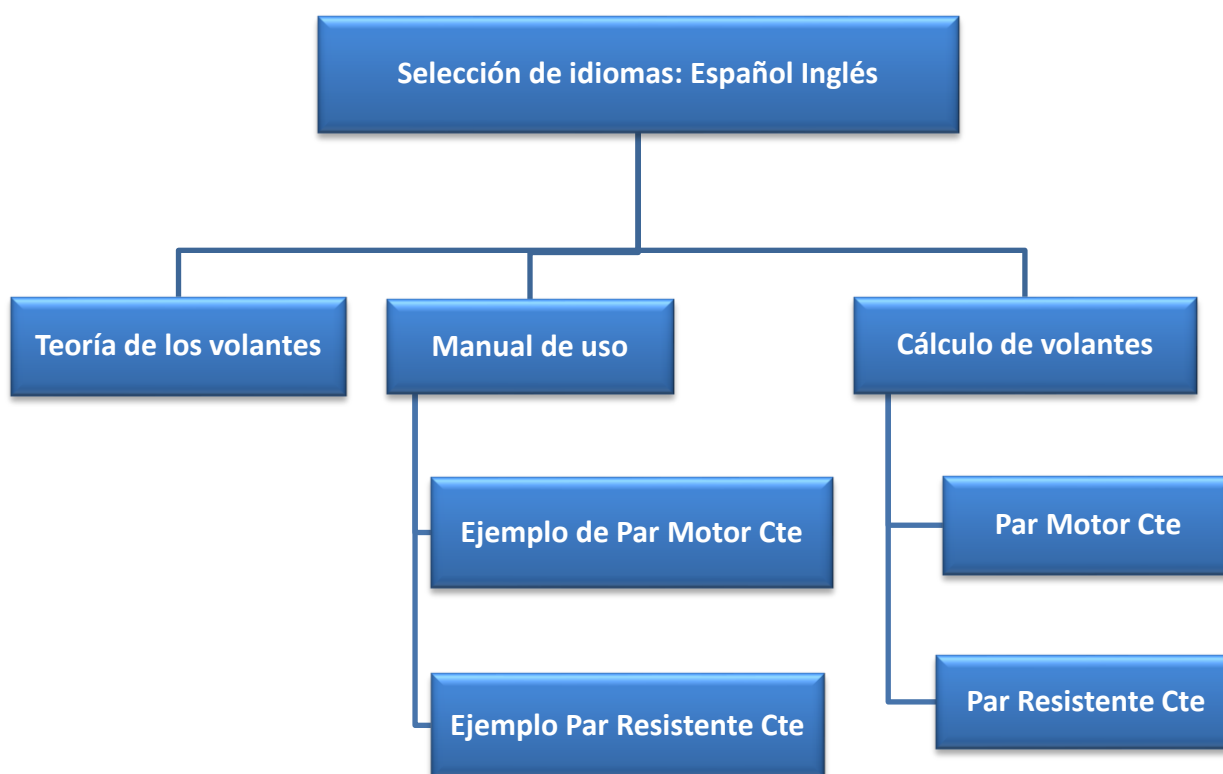 Selección de idiomas: Español Inglés
Teoría de los volantes
Manual de uso
Cálculo de volantes
Ejemplo de Par Motor Cte
Par Motor Cte
Ejemplo Par Resistente Cte
Par Resistente Cte